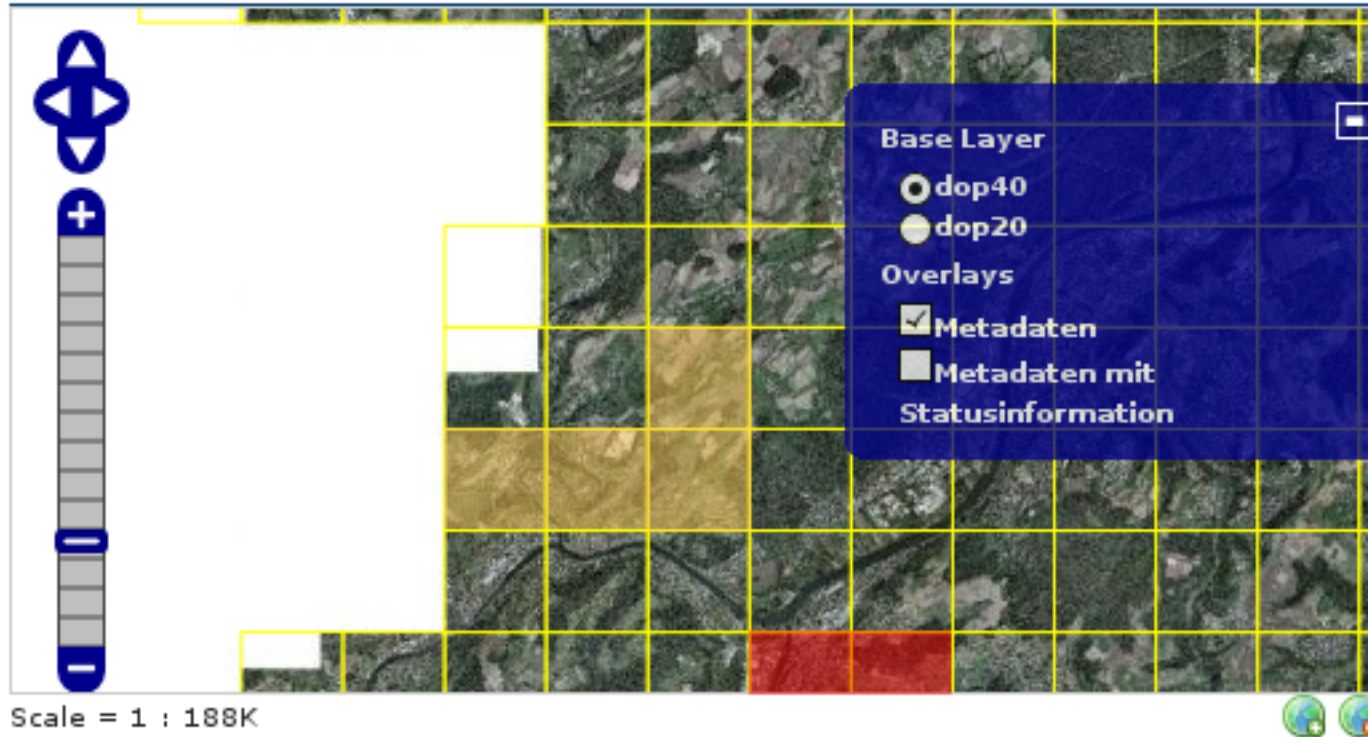 Base Layer
dop40
dop20
Overlays
Metadaten
Metadaten mit
Statusinformation
Scale = 1 : 188K